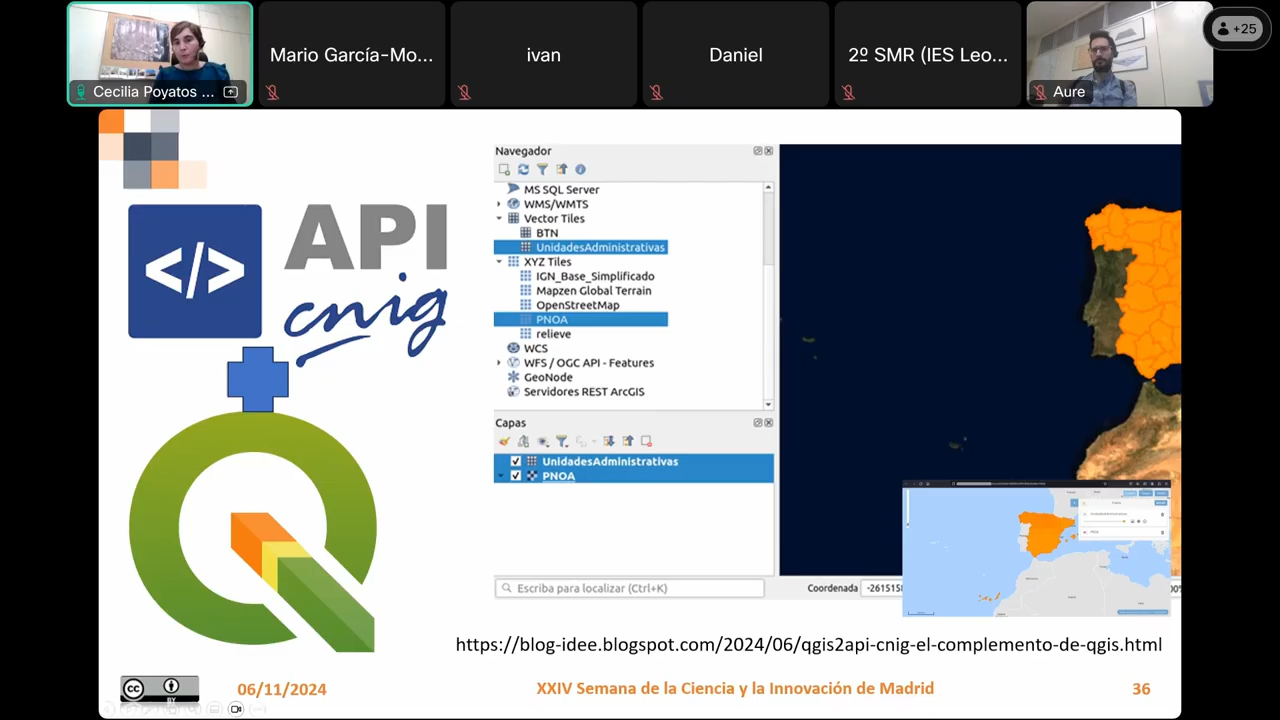 Cecilia Poyatos ...
Mario García-Mo...
ivan
Daniel
2º SMR (IES Leo...
Aure
+25
</>
API
cnig
Navegador
MS SQL Server
WMS/WMTS
Vector Tiles
BTN
UnidadesAdministrativas
XYZ Tiles
IGN_Base_Simplificado
Mapzen Global Terrain
OpenStreetMap
PNOA
relieve
WCS
WFS / OGC API - Features
GeoNode
Servidores REST ArcGIS
Capas
UnidadesAdministrativas
PNOA
Escriba para localizar (Ctrl+K)
Coordenada
-2615158
https://blog-idee.blogspot.com/2024/06/qgis2api-cnig-el-complemento-de-qgis.html
cc
BY
06/11/2024
XXIV Semana de la Ciencia y la Innovación de Madrid
36